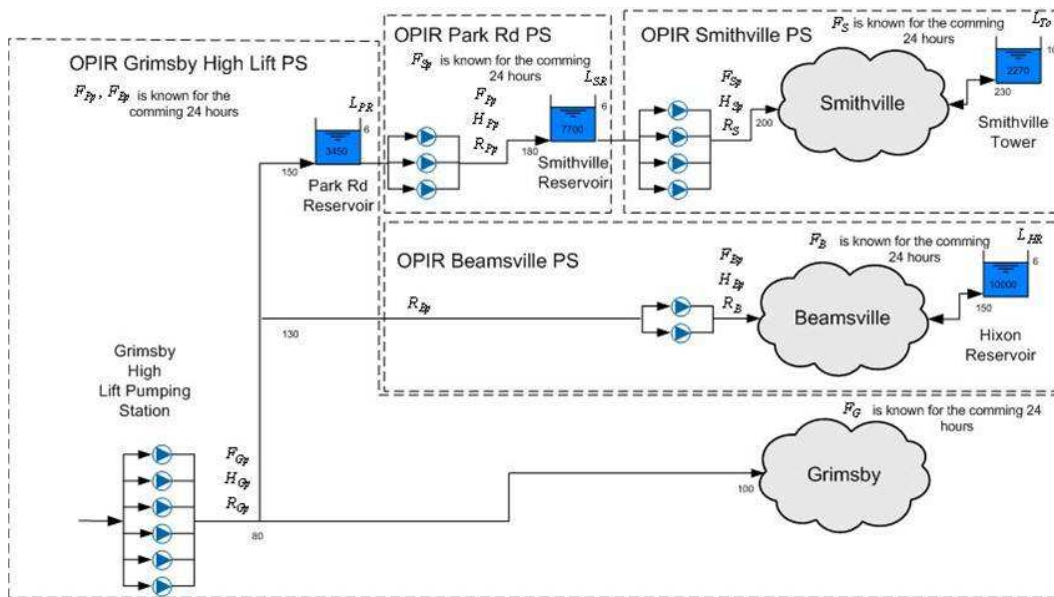 OPIR Grimsby High Lift PS
F_Pp, F_Bp is known for the
comming 24 hours
L_PR
6
3450
150
Park Rd
Reservoir
OPIR Park Rd PS
F_Sp is known for the comming
24 hours
F_Pp
H_Pp
R_Pp
L_SR
6
7700
180
Smithville
Reservoir
OPIR Smithville PS
F_S is known for the comming
24 hours
F_Sp
H_Sp
R_S
200
Smithville
L_To
10
2270
230
Smithville
Tower
OPIR Beamsville PS
F_B is known for the comming
24 hours
R_Bp
130
F_Bp
H_Bp
R_B
Beamsville
L_HR
6
10000
150
Hixon
Reservoir
Grimsby
High
Lift Pumping
Station
F_Gp
H_Gp
R_Gp
80
F_G is known for the comming 24
hours
100
Grimsby